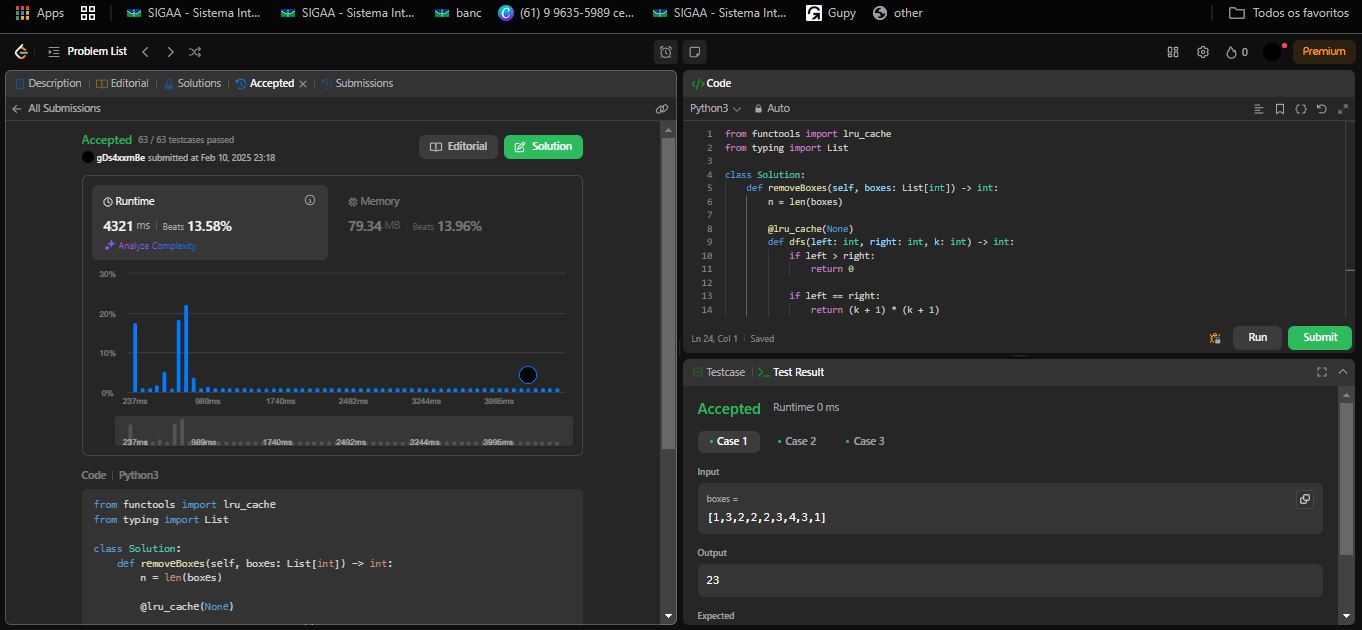 Apps SIGAA - Sistema Int... SIGAA - Sistema Int... banc (61) 9 9635-5989 ce... SIGAA - Sistema Int... Gupy other Todos os favoritos
Problem List 0 Premium
Description Editorial Solutions Accepted Submissions
All Submissions
Accepted 63 / 63 testcases passed
gDs4xxmBe submitted at Feb 10, 2025 23:18
Editorial Solution
Runtime
4321 ms Beats 13.58%
Analyze Complexity
Memory
79.34 MB Beats 13.96%
30%
20%
10%
0%
237ms 989ms 1740ms 2492ms 3244ms 3995ms
237ms 989ms 1740ms 2492ms 3244ms 3995ms
Code Python3
from functools import lru_cache
from typing import List
class Solution:
def removeBoxes(self, boxes: List[int]) -> int:
n = len(boxes)
@lru_cache(None)
Code
Python3 Auto
1 from functools import lru_cache
2 from typing import List
3
4 class Solution:
5 def removeBoxes(self, boxes: List[int]) -> int:
6 n = len(boxes)
7
8 @lru_cache(None)
9 def dfs(left: int, right: int, k: int) -> int:
10 if left > right:
11 return 0
12
13 if left == right:
14 return (k + 1) * (k + 1)
Ln 24, Col 1 Saved
Run Submit
Testcase Test Result
Accepted Runtime: 0 ms
Case 1 Case 2 Case 3
Input
boxes =
[1,3,2,2,2,3,4,3,1]
Output
23
Expected